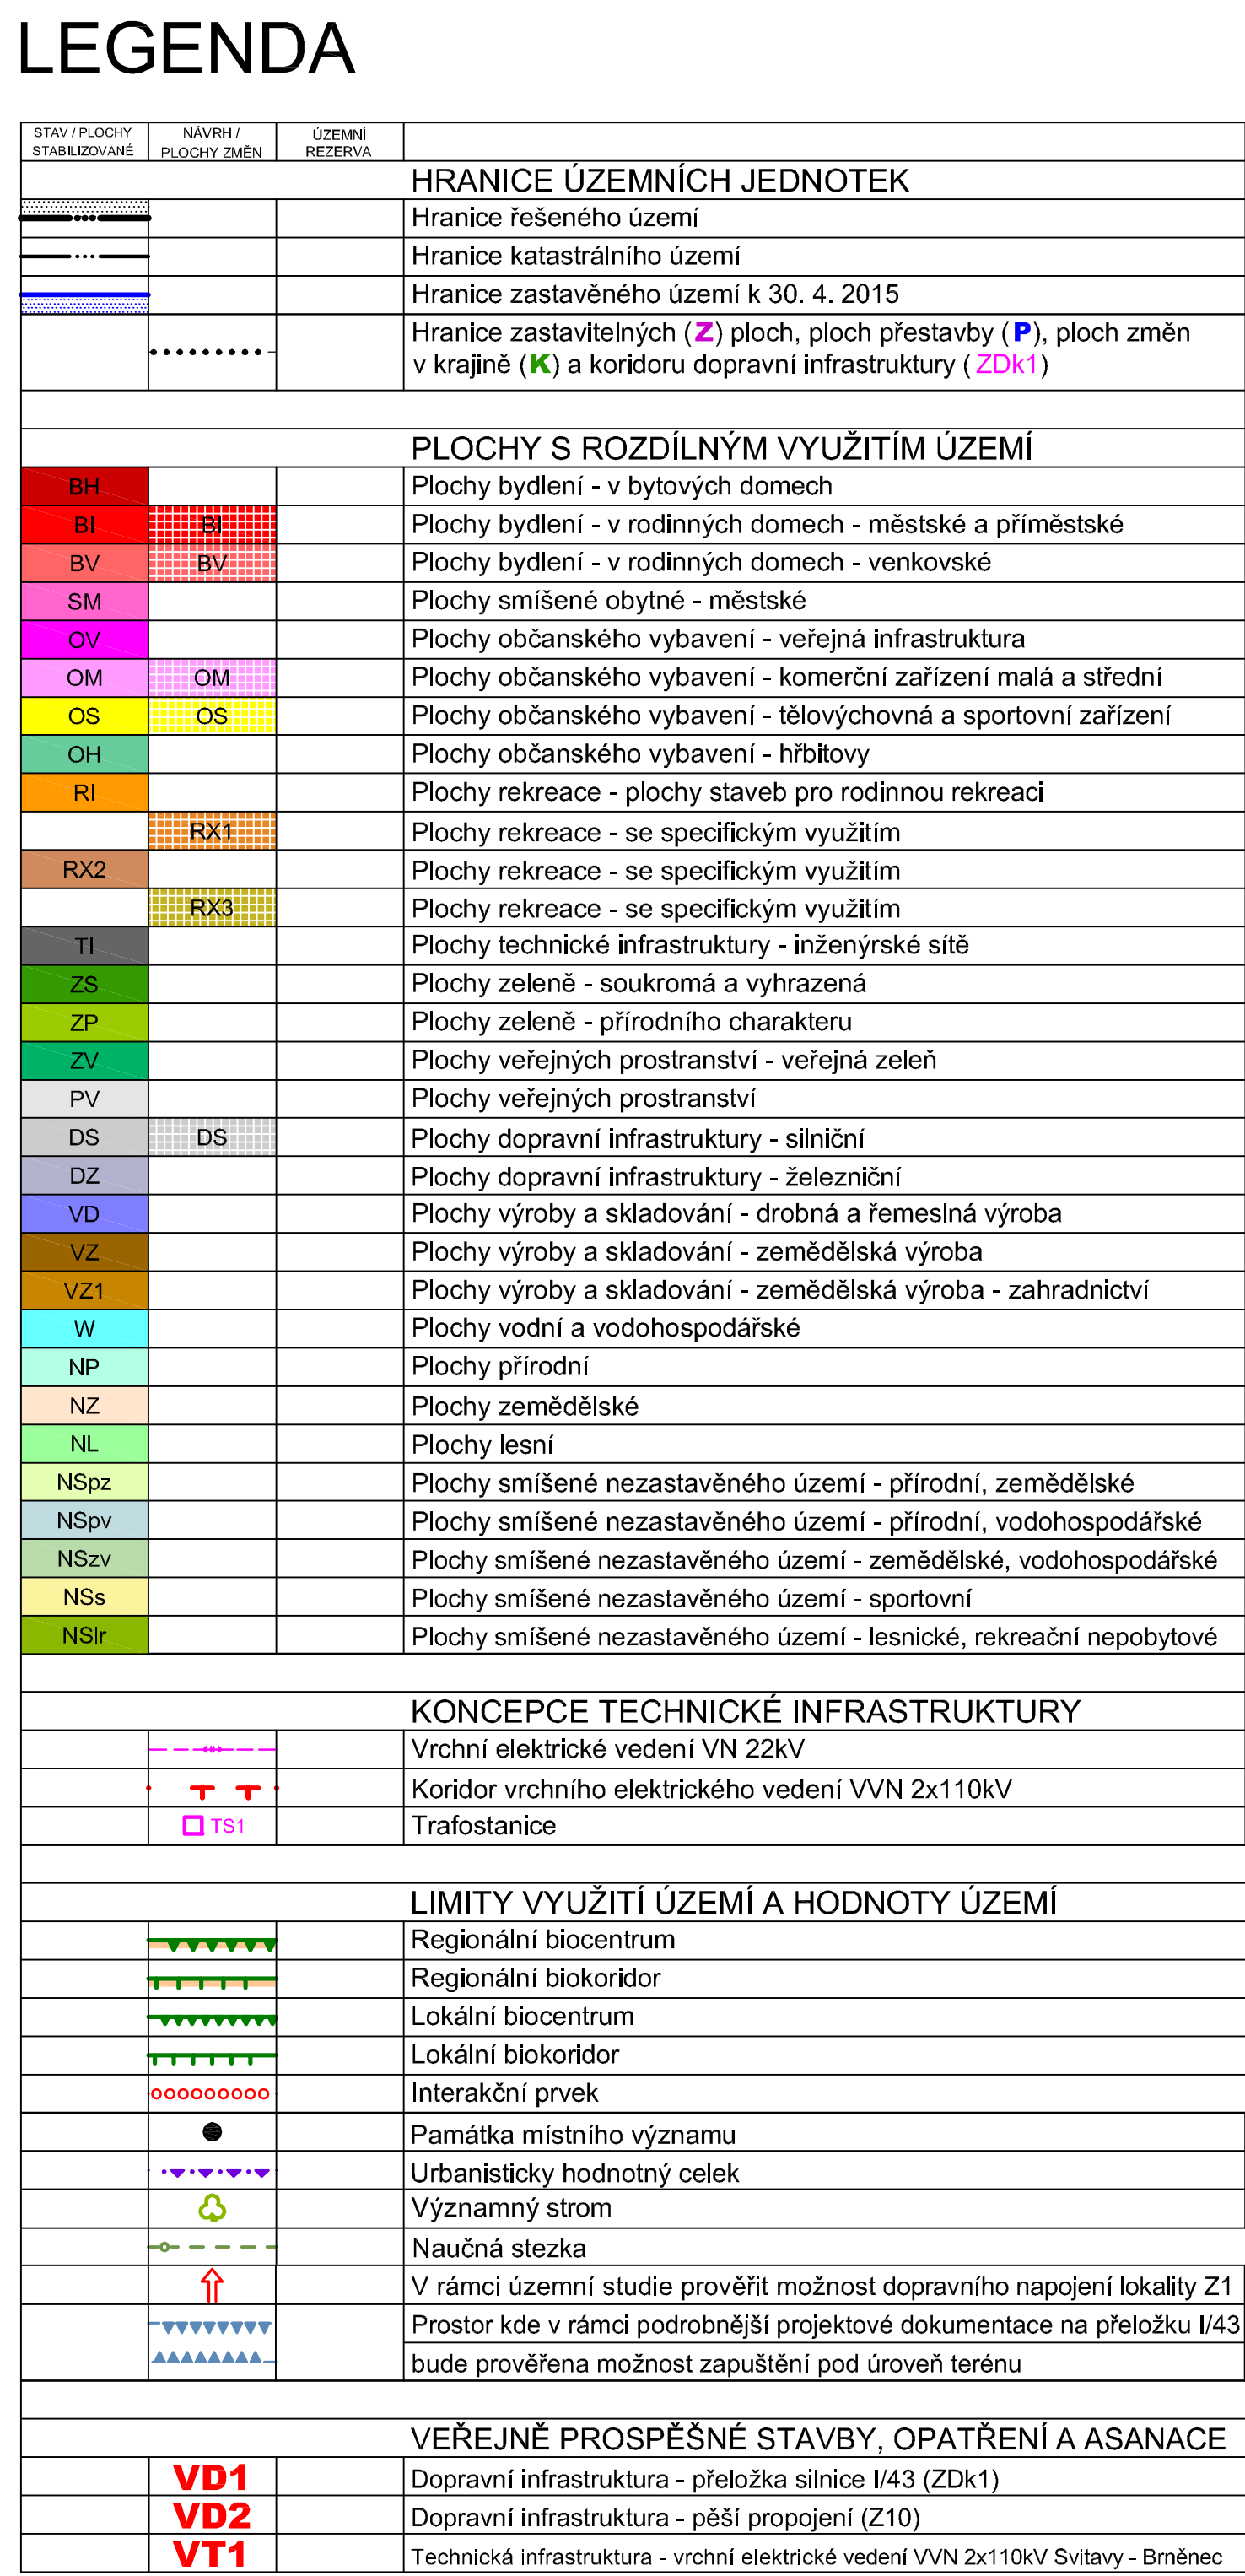 LEGENDA
STAV / PLOCHY STABILIZOVANÉ
NÁVRH / PLOCHY ZMĚN
ÚZEMNÍ REZERVA
HRANICE ÚZEMNÍCH JEDNOTEK
Hranice řešeného území
Hranice katastrálního území
Hranice zastavěného území k 30. 4. 2015
Hranice zastavitelných (Z) ploch, ploch přestavby (P), ploch změn
v krajině (K) a koridoru dopravní infrastruktury (ZDk1)
PLOCHY S ROZDÍLNÝM VYUŽITÍM ÚZEMÍ
BH Plochy bydlení - v bytových domech
BI BI Plochy bydlení - v rodinných domech - městské a příměstské
BV BV Plochy bydlení - v rodinných domech - venkovské
SM Plochy smíšené obytné - městské
OV Plochy občanského vybavení - veřejná infrastruktura
OM OM Plochy občanského vybavení - komerční zařízení malá a střední
OS OS Plochy občanského vybavení - tělovýchovná a sportovní zařízení
OH Plochy občanského vybavení - hřbitovy
RI Plochy rekreace - plochy staveb pro rodinnou rekreaci
RX1 Plochy rekreace - se specifickým využitím
RX2 Plochy rekreace - se specifickým využitím
RX3 Plochy rekreace - se specifickým využitím
TI Plochy technické infrastruktury - inženýrské sítě
ZS Plochy zeleně - soukromá a vyhrazená
ZP Plochy zeleně - přírodního charakteru
ZV Plochy veřejných prostranství - veřejná zeleň
PV Plochy veřejných prostranství
DS DS Plochy dopravní infrastruktury - silniční
DZ Plochy dopravní infrastruktury - železniční
VD Plochy výroby a skladování - drobná a řemeslná výroba
VZ Plochy výroby a skladování - zemědělská výroba
VZ1 Plochy výroby a skladování - zemědělská výroba - zahradnictví
W Plochy vodní a vodohospodářské
NP Plochy přírodní
NZ Plochy zemědělské
NL Plochy lesní
NSpz Plochy smíšené nezastavěného území - přírodní, zemědělské
NSpv Plochy smíšené nezastavěného území - přírodní, vodohospodářské
NSzv Plochy smíšené nezastavěného území - zemědělské, vodohospodářské
NSs Plochy smíšené nezastavěného území - sportovní
NSlr Plochy smíšené nezastavěného území - lesnické, rekreační nepobytové
KONCEPCE TECHNICKÉ INFRASTRUKTURY
Vrchní elektrické vedení VN 22kV
Koridor vrchního elektrického vedení VVN 2x110kV
TS1 Trafostanice
LIMITY VYUŽITÍ ÚZEMÍ A HODNOTY ÚZEMÍ
Regionální biocentrum
Regionální biokoridor
Lokální biocentrum
Lokální biokoridor
Interakční prvek
Památka místního významu
Urbanisticky hodnotný celek
Významný strom
Naučná stezka
V rámci územní studie prověřit možnost dopravního napojení lokality Z1
Prostor kde v rámci podrobnější projektové dokumentace na přeložku I/43
bude prověřena možnost zapuštění pod úroveň terénu
VEŘEJNĚ PROSPĚŠNÉ STAVBY, OPATŘENÍ A ASANACE
VD1 Dopravní infrastruktura - přeložka silnice I/43 (ZDk1)
VD2 Dopravní infrastruktura - pěší propojení (Z10)
VT1 Technická infrastruktura - vrchní elektrické vedení VVN 2x110kV Svitavy - Brněnec